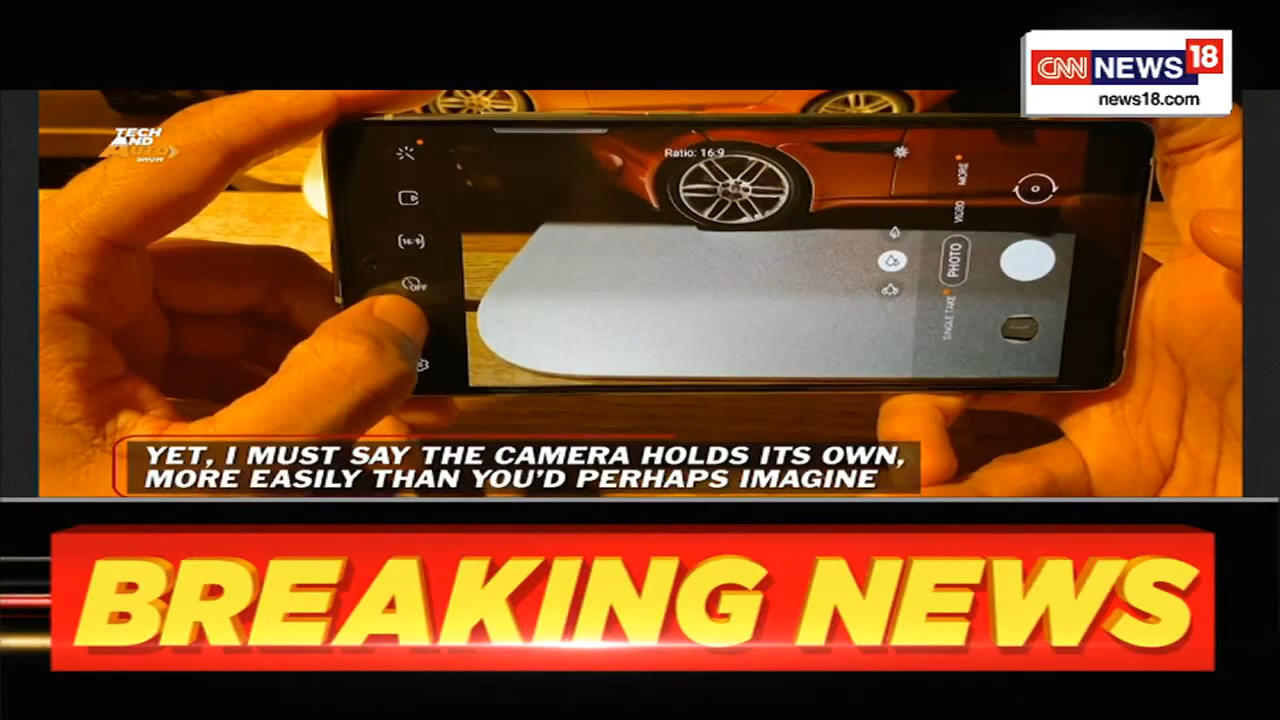 CNN NEWS 18
news18.com
TECH
AND
AUTO
SHOW
Ratio: 16:9
MORE
VIDEO
16:9
PHOTO
OFF
SINGLE TAKE
YET, I MUST SAY THE CAMERA HOLDS ITS OWN,
MORE EASILY THAN YOU'D PERHAPS IMAGINE
BREAKING NEWS